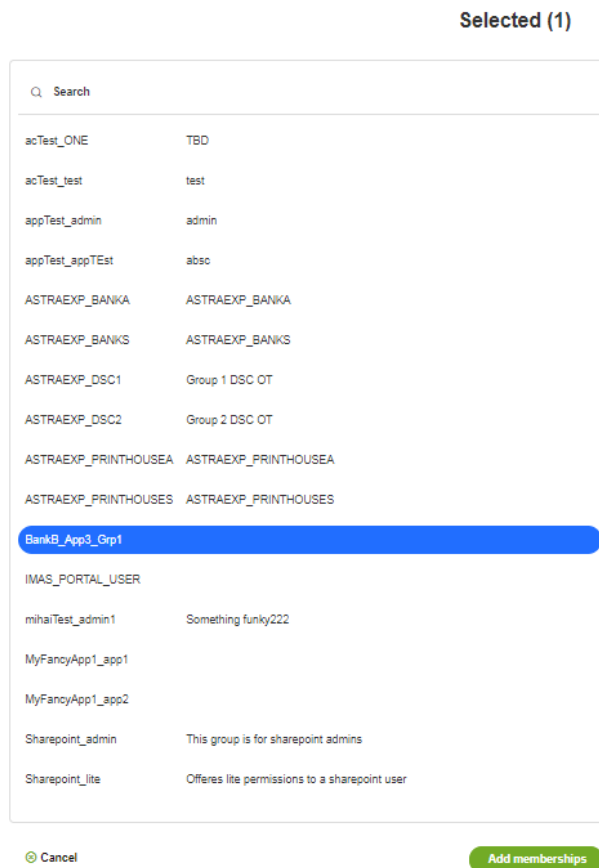 Selected (1)
Search
acTest_ONE TBD
acTest_test test
appTest_admin admin
appTest_appTEst absc
ASTRAEXP_BANKA ASTRAEXP_BANKA
ASTRAEXP_BANKS ASTRAEXP_BANKS
ASTRAEXP_DSC1 Group 1 DSC OT
ASTRAEXP_DSC2 Group 2 DSC OT
ASTRAEXP_PRINTHOUSEA ASTRAEXP_PRINTHOUSEA
ASTRAEXP_PRINTHOUSES ASTRAEXP_PRINTHOUSES
BankB_App3_Grp1
IMAS_PORTAL_USER
mihaiTest_admin1 Something funky222
MyFancyApp1_app1
MyFancyApp1_app2
Sharepoint_admin This group is for sharepoint admins
Sharepoint_lite Offeres lite permissions to a sharepoint user
Cancel Add memberships